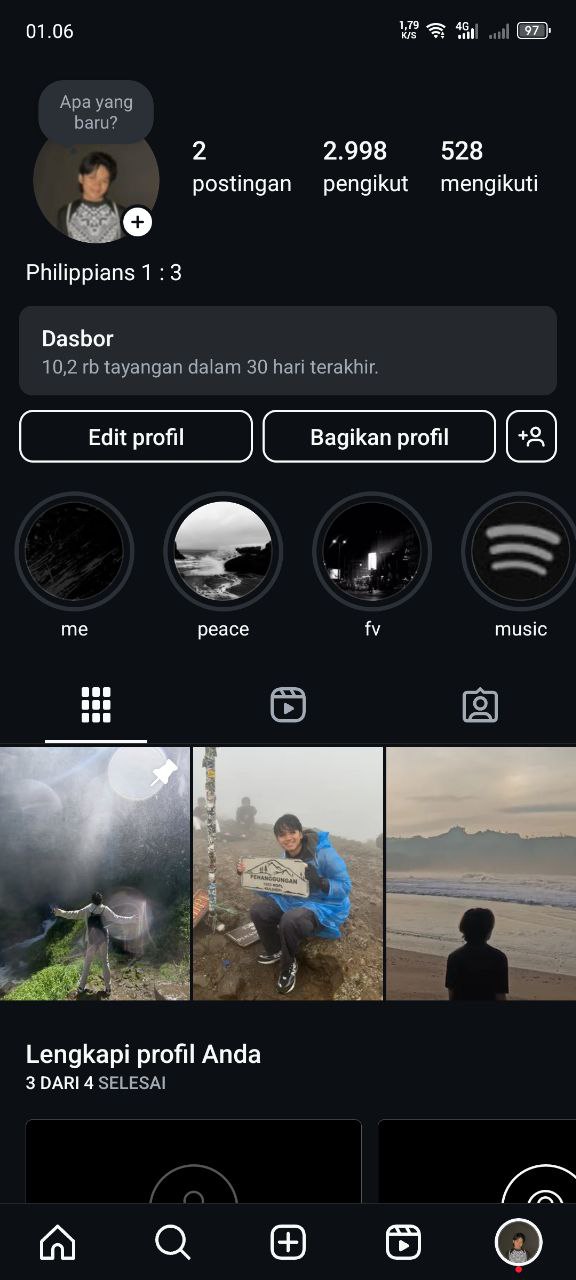 01.06
1,79
K/S
4G
97
Apa yang
baru?
2
2.998
528
postingan
pengikut
mengikuti
Philippians 1 : 3
Dasbor
10,2 rb tayangan dalam 30 hari terakhir.
Edit profil
Bagikan profil
me
peace
fv
music
PENANGGUNGAN
Lengkapi profil Anda
3 DARI 4 SELESAI